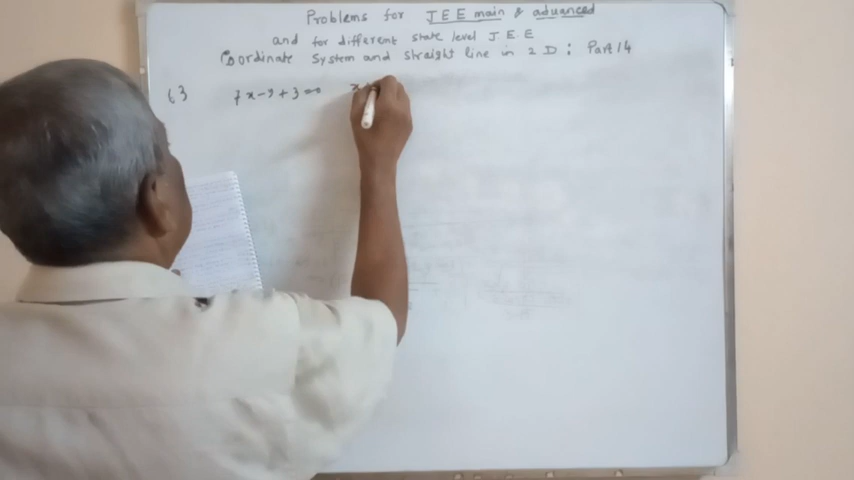 Problems for JEE main & advanced
and for different state level JEE
Coordinate System and straight line in 2 D : Part 14
63 7x-y+3=0 x